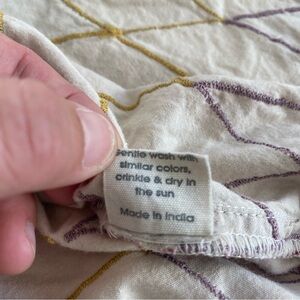 Gentle wash with
similar colors,
crinkle & dry in
the sun
Made in India